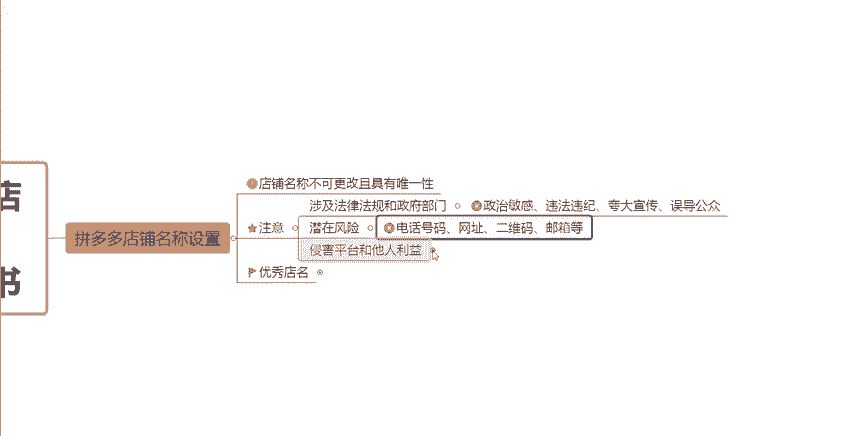 店
书
拼多多店铺名称设置
店铺名称不可更改且具有唯一性
注意
涉及法律法规和政府部门
政治敏感、违法违纪、夸大宣传、误导公众
潜在风险
电话号码、网址、二维码、邮箱等
侵害平台和他人利益
优秀店名